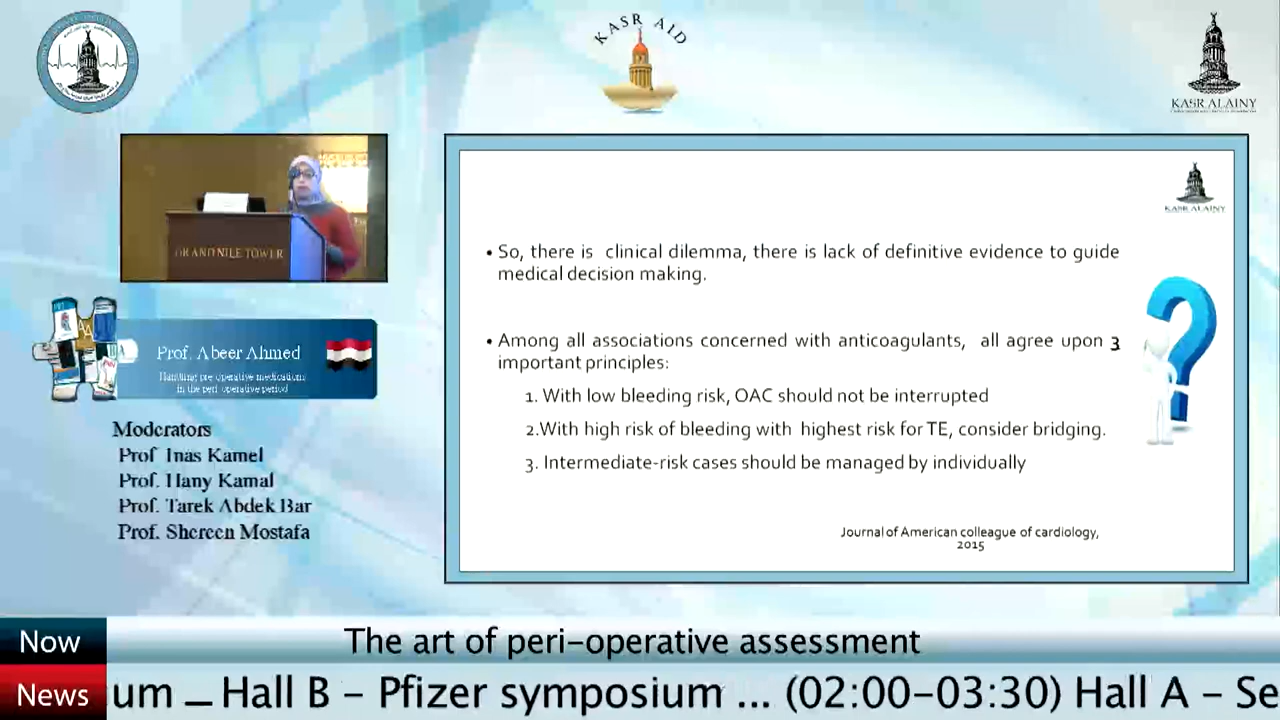 KASR AID
KASR ALAINY
GRAND NILE TOWER
Prof. Abeer Ahmed
Handling pre operative medications
in the peri operative period
Moderators
Prof. Inas Kamel
Prof. Hany Kamal
Prof. Tarek Abdek Bar
Prof. Shereen Mostafa
KASR ALAINY
• So, there is clinical dilemma, there is lack of definitive evidence to guide
medical decision making.
• Among all associations concerned with anticoagulants, all agree upon 3
important principles:
1. With low bleeding risk, OAC should not be interrupted
2.With high risk of bleeding with highest risk for TE, consider bridging.
3. Intermediate-risk cases should be managed by individually
Journal of American colleague of cardiology,
2015
Now
The art of peri-operative assessment
News
um _ Hall B - Pfizer symposium ... (02:00-03:30) Hall A - Se